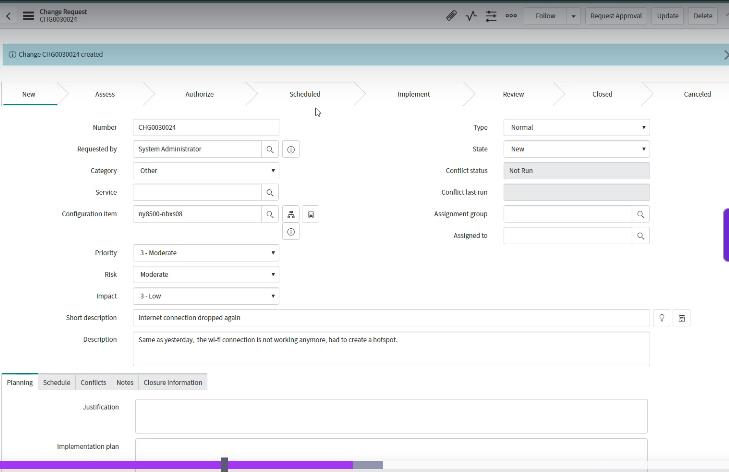 Change Request
CHG0030024
Follow
Request Approval
Update
Delete
Change CHG0030024 created
New
Assess
Authorize
Scheduled
Implement
Review
Closed
Canceled
Number
CHG0030024
Type
Normal
Requested by
System Administrator
State
New
Category
Other
Conflict status
Not Run
Service
Conflict last run
Configuration item
ny8500-nbxs08
Assignment group
Assigned to
Priority
3 - Moderate
Risk
Moderate
Impact
3 - Low
Short description
Internet connection dropped again
Description
Same as yesterday, the wi-fi connection is not working anymore, had to create a hotspot.
Planning
Schedule
Conflicts
Notes
Closure Information
Justification
Implementation plan